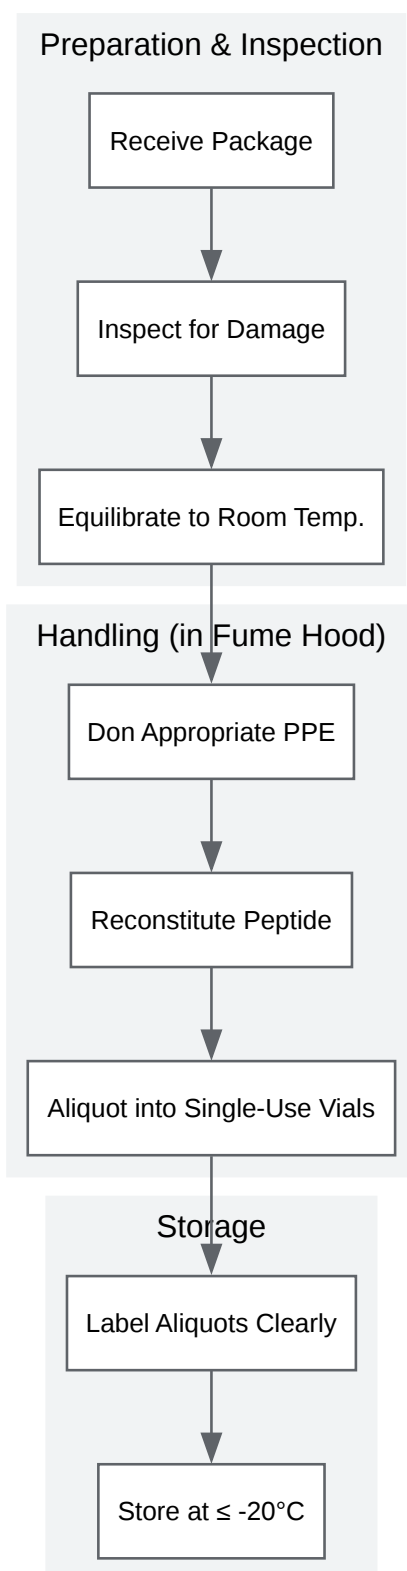 Preparation & Inspection
Receive Package
Inspect for Damage
Equilibrate to Room Temp.
Handling (in Fume Hood)
Don Appropriate PPE
Reconstitute Peptide
Aliquot into Single-Use Vials
Storage
Label Aliquots Clearly
Store at ≤ -20°C